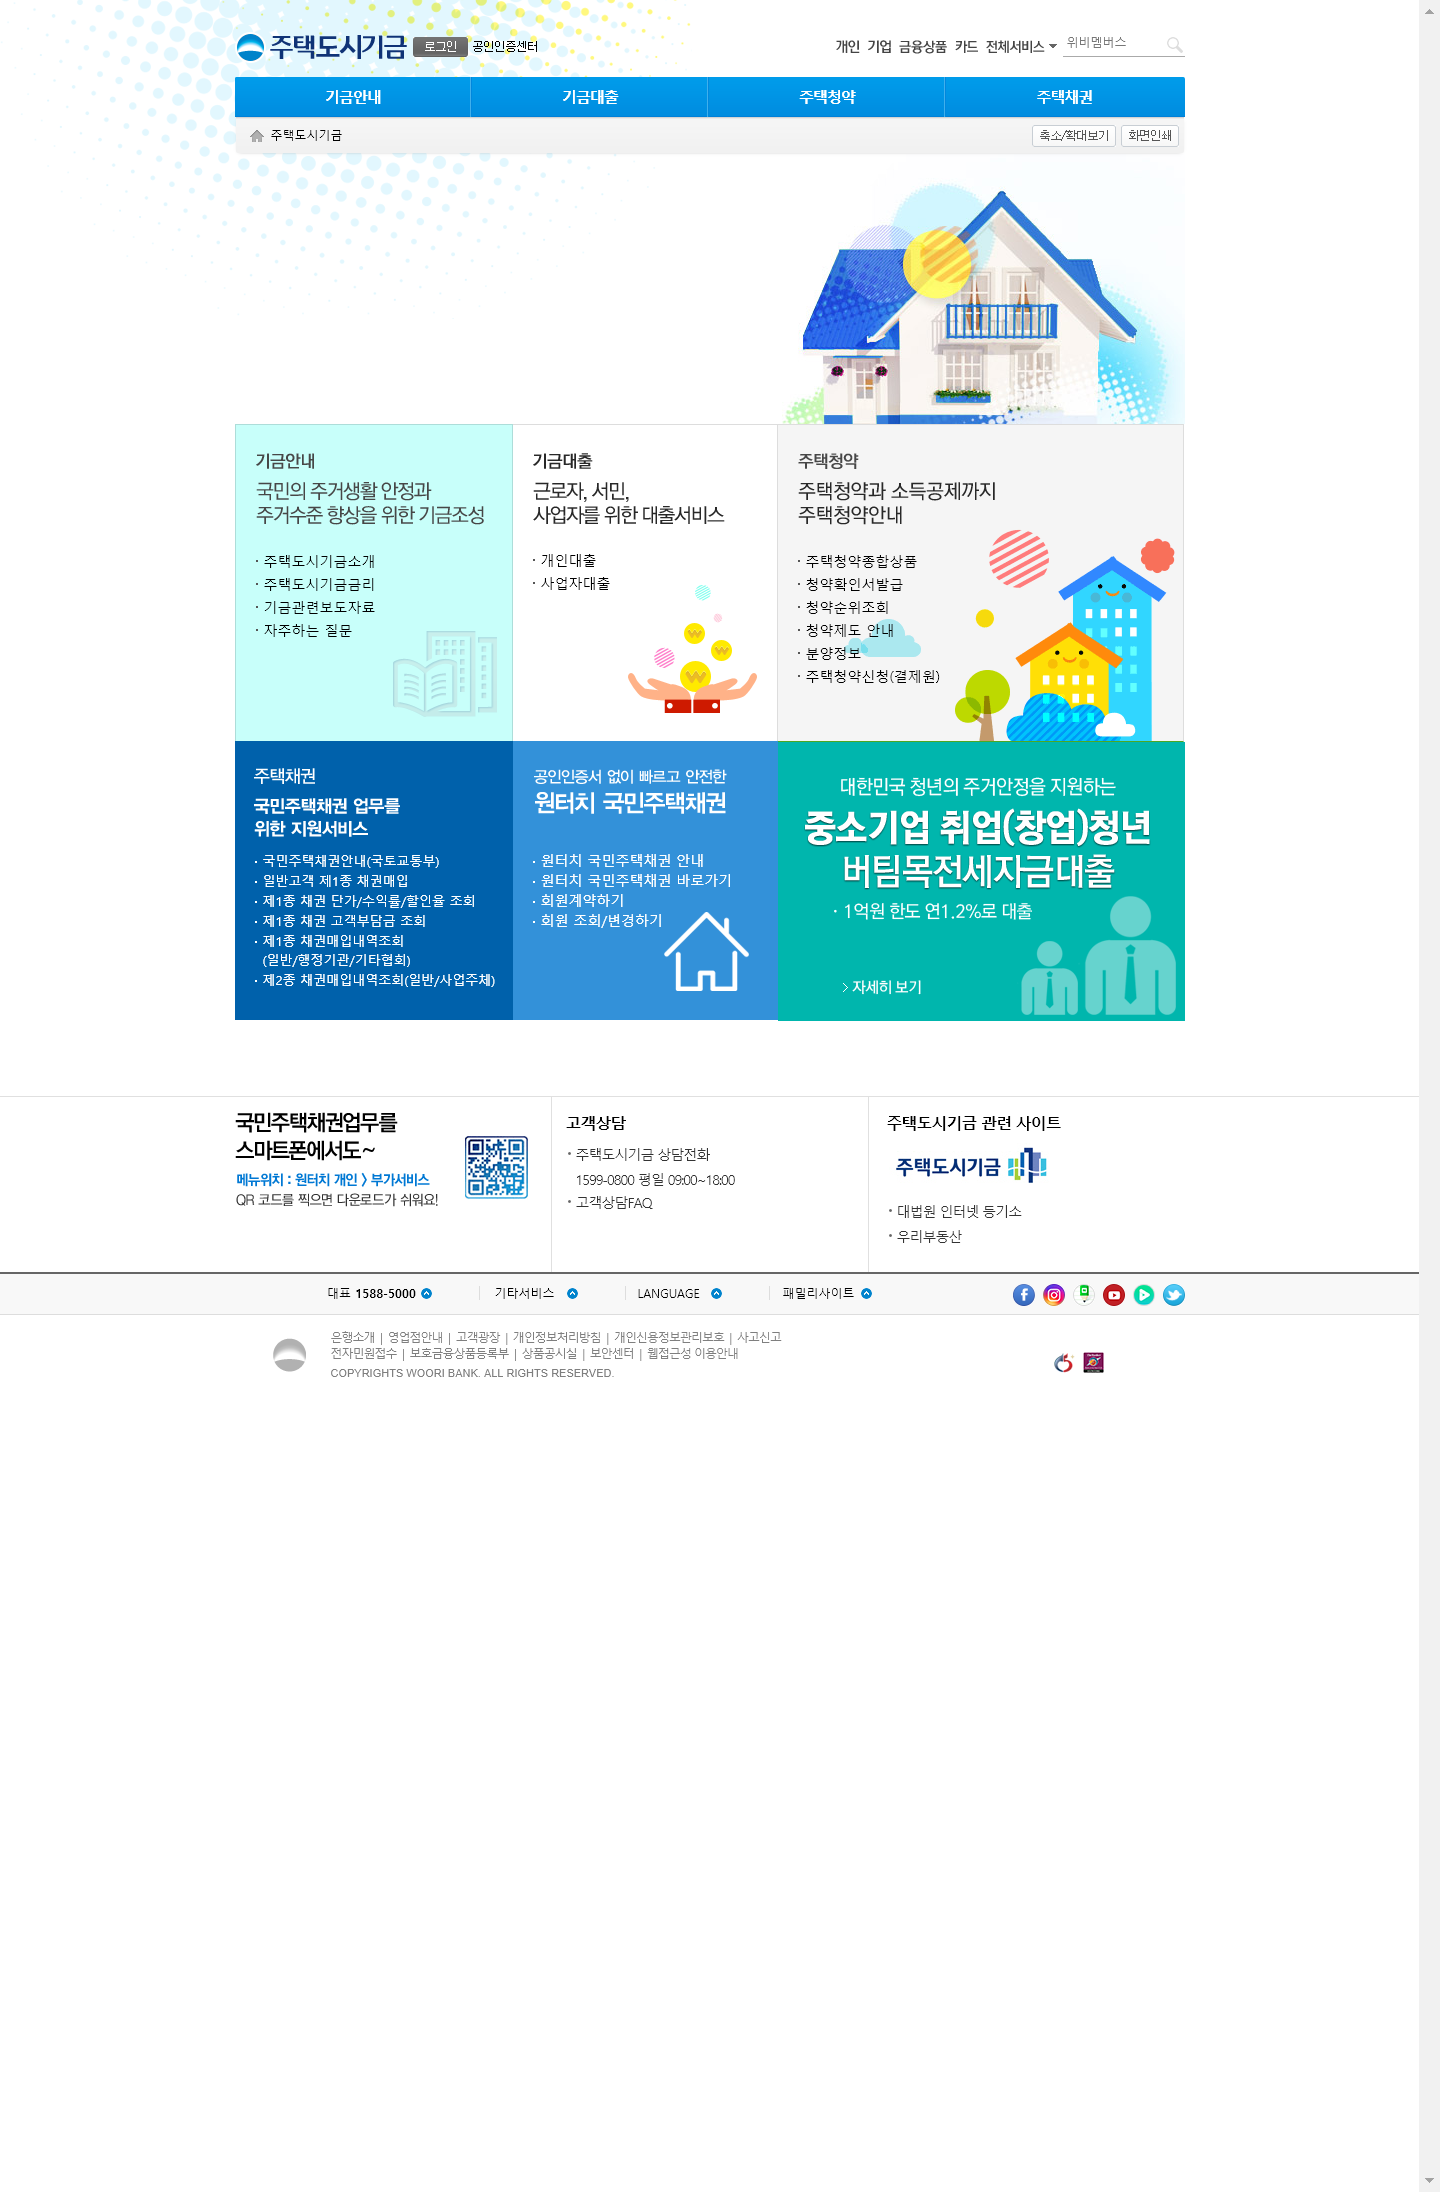 주택도시기금 로그인 공인인증센터
개인 기업 금융상품 카드 전체서비스 위비멤버스
기금안내 기금대출 주택청약 주택채권
주택도시기금
축소/확대보기 화면인쇄
기금안내
국민의 주거생활 안정과
주거수준 향상을 위한 기금조성
· 주택도시기금소개
· 주택도시기금금리
· 기금관련보도자료
· 자주하는 질문
기금대출
근로자, 서민,
사업자를 위한 대출서비스
· 개인대출
· 사업자대출
주택청약
주택청약과 소득공제까지
주택청약안내
· 주택청약종합상품
· 청약확인서발급
· 청약순위조회
· 청약제도 안내
· 분양정보
· 주택청약신청(결제원)
주택채권
국민주택채권 업무를
위한 지원서비스
· 국민주택채권안내(국토교통부)
· 일반고객 제1종 채권매입
· 제1종 채권 단가/수익률/할인율 조회
· 제1종 채권 고객부담금 조회
· 제1종 채권매입내역조회
(일반/행정기관/기타협회)
· 제2종 채권매입내역조회(일반/사업주체)
공인인증서 없이 빠르고 안전한
원터치 국민주택채권
· 원터치 국민주택채권 안내
· 원터치 국민주택채권 바로가기
· 회원계약하기
· 회원 조회/변경하기
대한민국 청년의 주거안정을 지원하는
중소기업 취업(창업)청년
버팀목전세자금대출
· 1억원 한도 연1.2%로 대출
> 자세히 보기
국민주택채권업무를
스마트폰에서도~
메뉴위치 : 원터치 개인 > 부가서비스
QR 코드를 찍으면 다운로드가 쉬워요!
고객상담
· 주택도시기금 상담전화
1599-0800 평일 09:00~18:00
· 고객상담FAQ
주택도시기금 관련 사이트
주택도시기금
· 대법원 인터넷 등기소
· 우리부동산
대표 1588-5000 기타서비스 LANGUAGE 패밀리사이트
은행소개 | 영업점안내 | 고객광장 | 개인정보처리방침 | 개인신용정보관리보호 | 사고신고
전자민원접수 | 보호금융상품등록부 | 상품공시실 | 보안센터 | 웹접근성 이용안내
COPYRIGHTS WOORI BANK. ALL RIGHTS RESERVED.